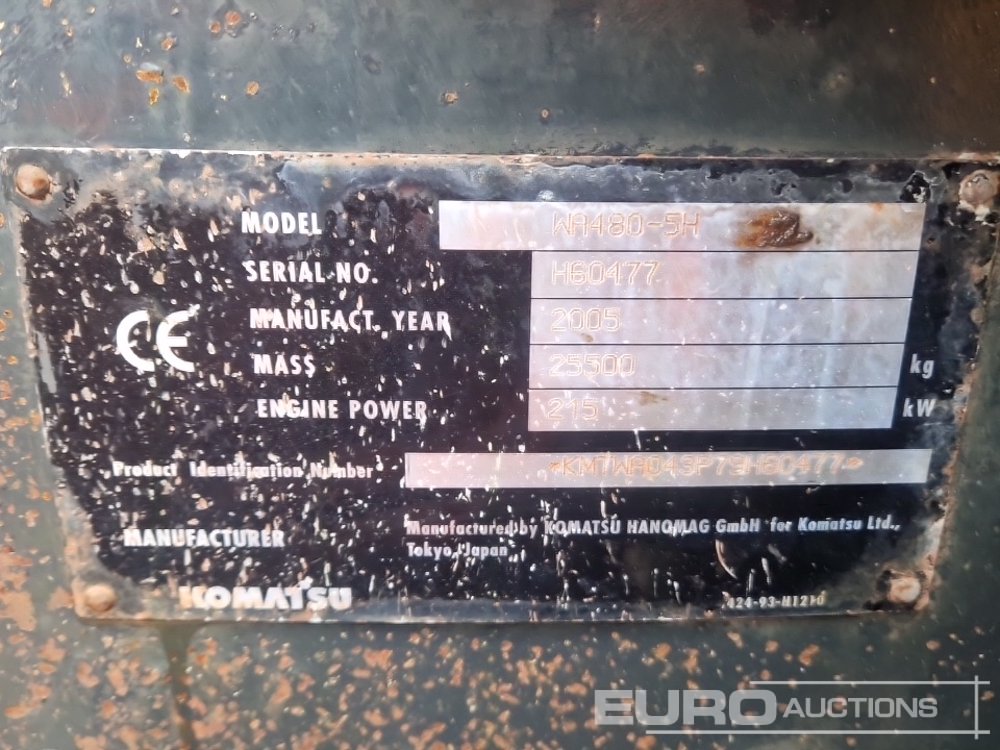 MODEL WA480-5H
SERIAL NO. H60477
MANUFACT. YEAR 2005
CE
MASS 25500 kg
ENGINE POWER 215 kW
Product Identification Number
MANUFACTURER Manufactured by KOMATSU HANOMAG GmbH for Komatsu Ltd.,
Tokyo, Japan
KOMATSU
EURO AUCTIONS